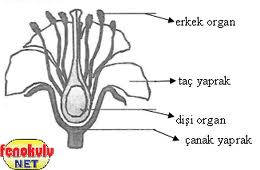 erkek organ
taç yaprak
dişi organ
çanak yaprak
fenokulu
NET